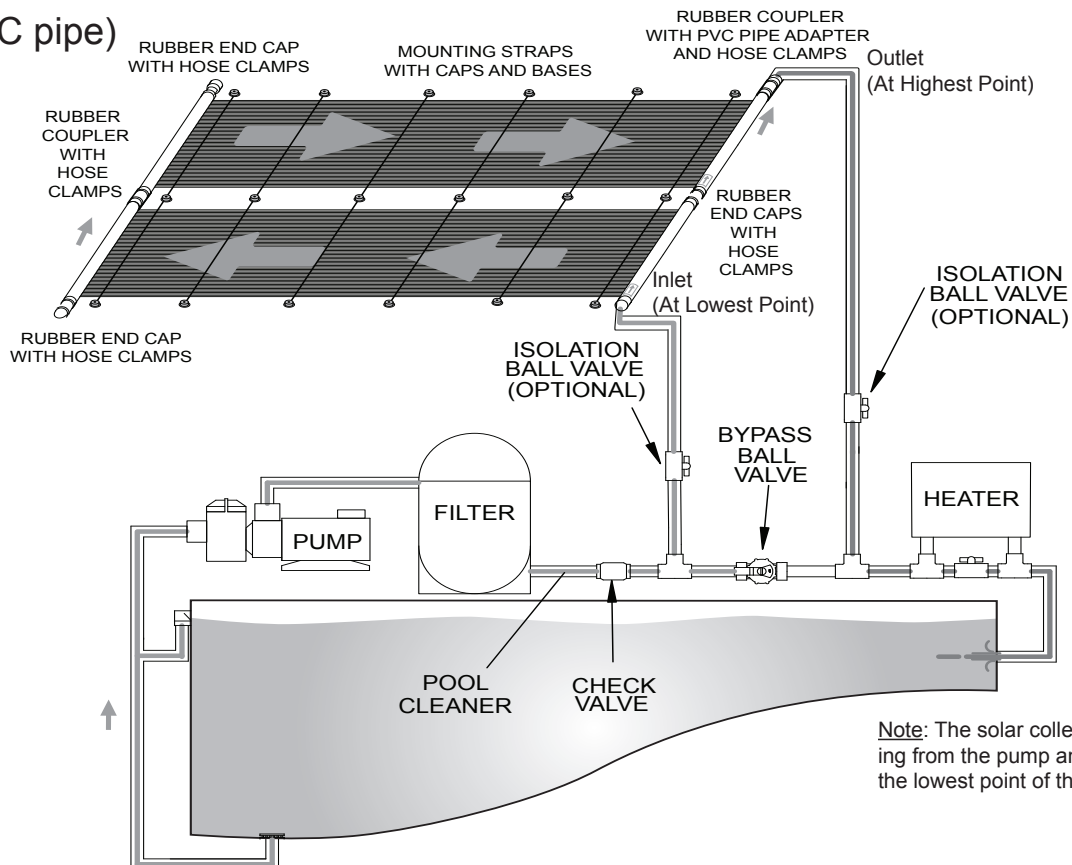 C pipe)
RUBBER END CAP
WITH HOSE CLAMPS
MOUNTING STRAPS
WITH CAPS AND BASES
RUBBER COUPLER
WITH PVC PIPE ADAPTER
AND HOSE CLAMPS
Outlet
(At Highest Point)
RUBBER
COUPLER
WITH
HOSE
CLAMPS
RUBBER
END CAPS
WITH
HOSE
CLAMPS
Inlet
(At Lowest Point)
RUBBER END CAP
WITH HOSE CLAMPS
ISOLATION
BALL VALVE
(OPTIONAL)
ISOLATION
BALL VALVE
(OPTIONAL)
BYPASS
BALL
VALVE
HEATER
FILTER
PUMP
POOL
CLEANER
CHECK
VALVE
Note: The solar colle
ing from the pump a
the lowest point of th